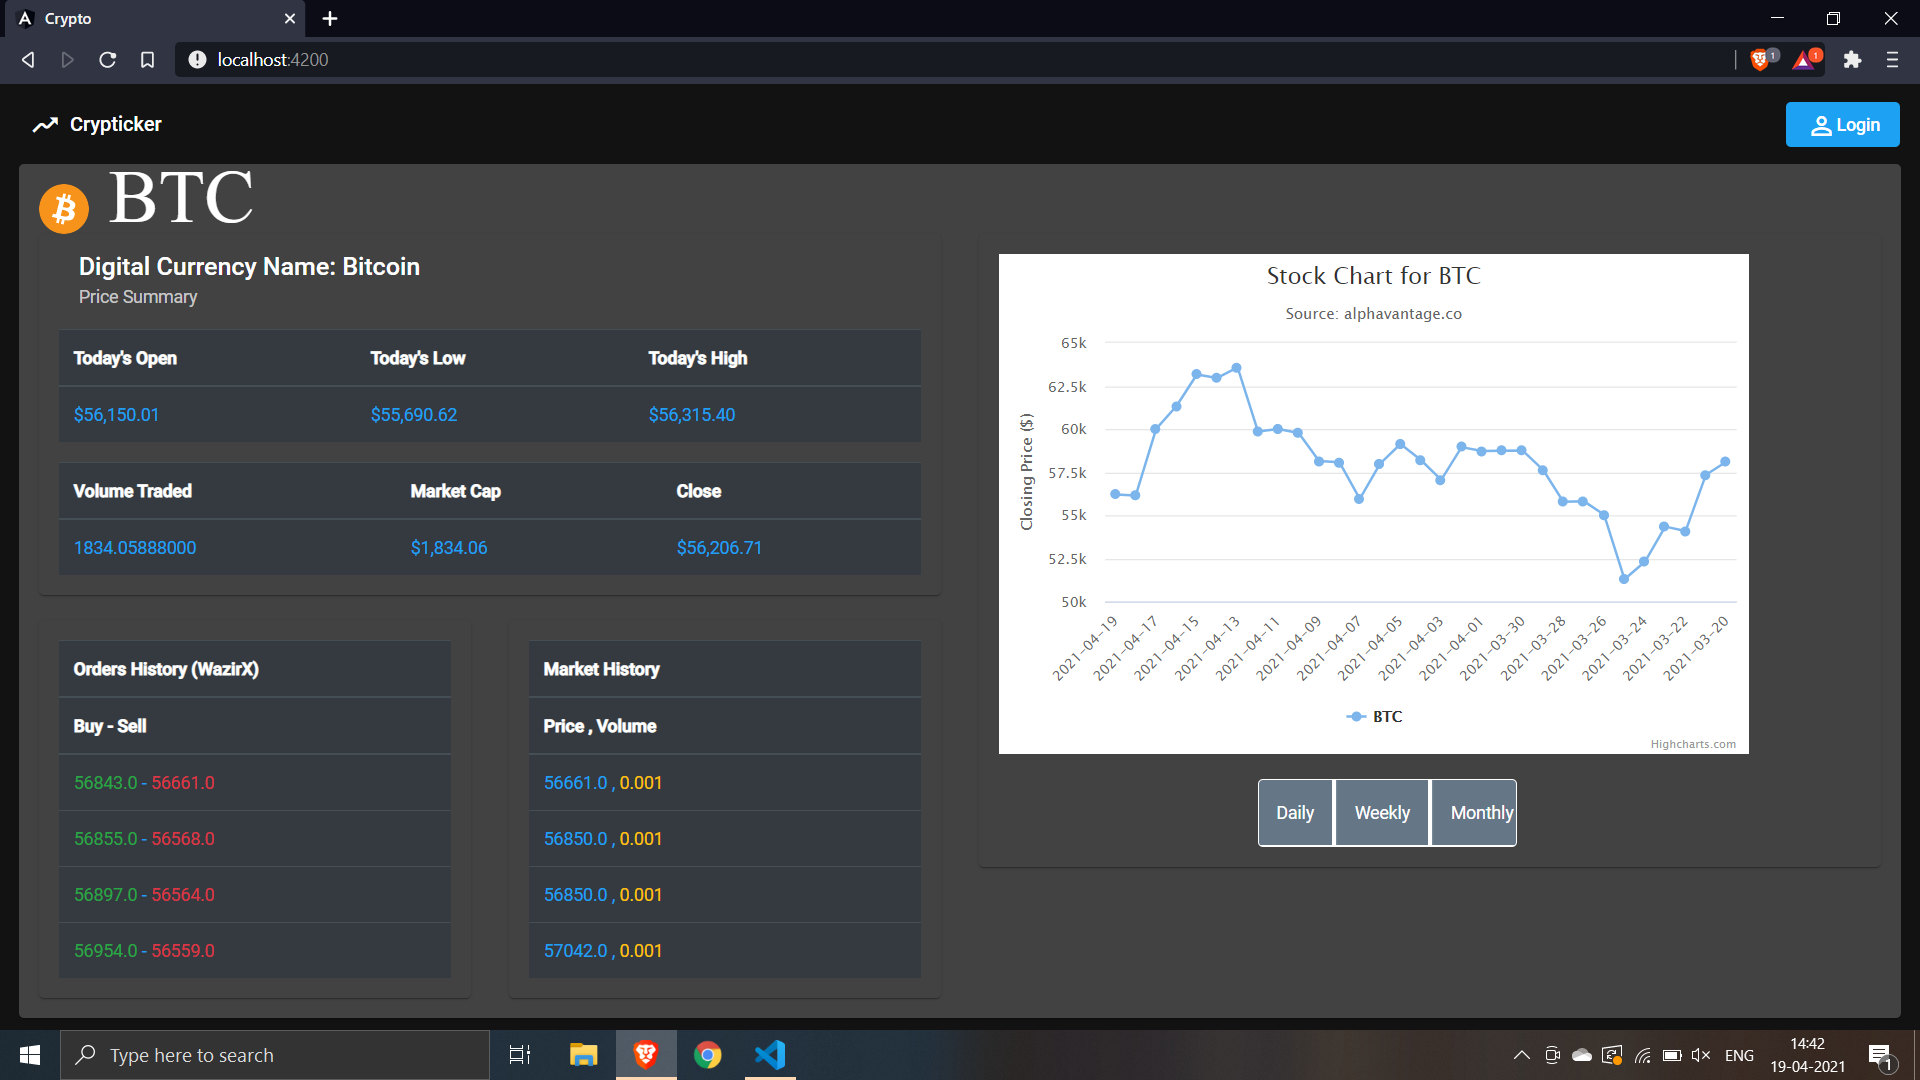 Crypto
localhost:4200
1
1
Crypticker
Login
BTC
Digital Currency Name: Bitcoin
Price Summary
Today's Open Today's Low Today's High
$56,150.01 $55,690.62 $56,315.40
Volume Traded Market Cap Close
1834.05888000 $1,834.06 $56,206.71
Orders History (WazirX)
Buy - Sell
56843.0 - 56661.0
56855.0 - 56568.0
56897.0 - 56564.0
56954.0 - 56559.0
Market History
Price , Volume
56661.0 , 0.001
56850.0 , 0.001
56850.0 , 0.001
57042.0 , 0.001
Stock Chart for BTC
Source: alphavantage.co
Closing Price ($)
65k
62.5k
60k
57.5k
55k
52.5k
50k
2021-04-19
2021-04-17
2021-04-15
2021-04-13
2021-04-11
2021-04-09
2021-04-07
2021-04-05
2021-04-03
2021-04-01
2021-03-30
2021-03-28
2021-03-26
2021-03-24
2021-03-22
2021-03-20
BTC
Highcharts.com
Daily Weekly Monthly
Type here to search
ENG
14:42
19-04-2021
1